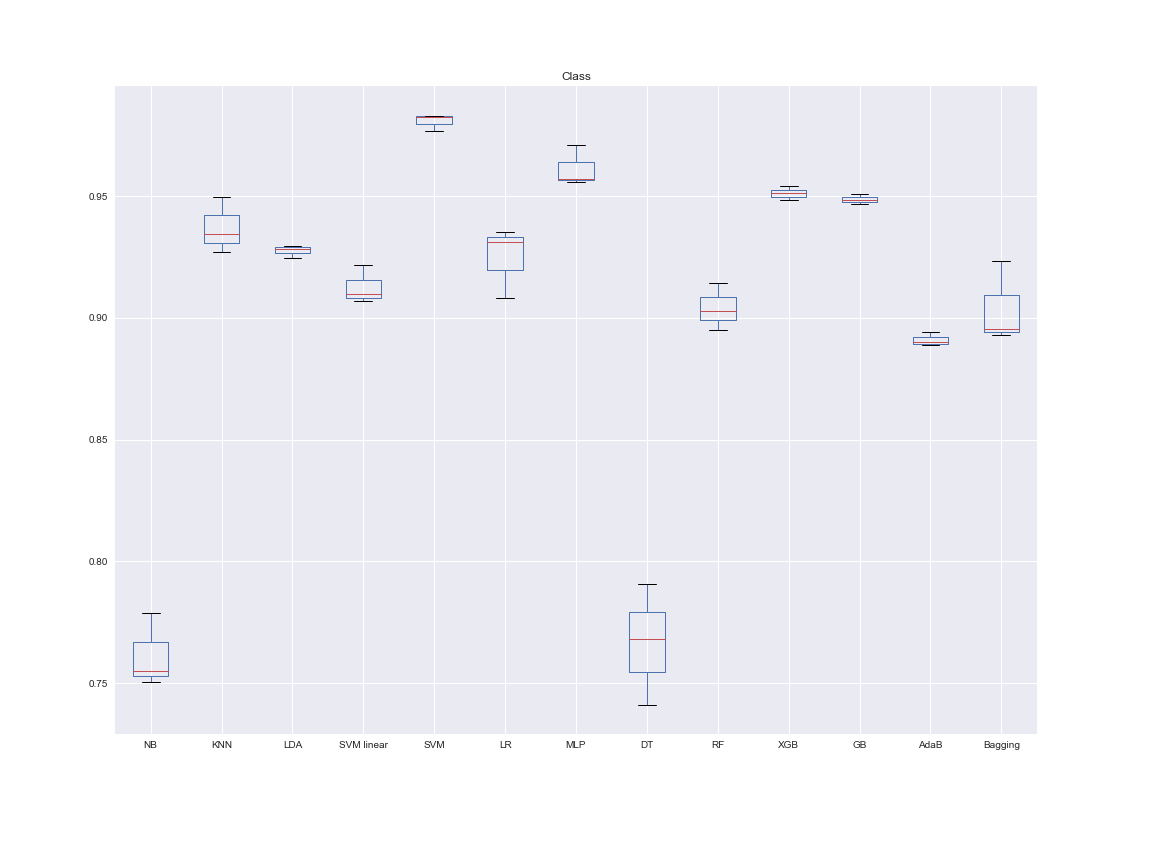 Class
0.95
0.90
0.85
0.80
0.75
NB KNN LDA SVM linear SVM LR MLP DT RF XGB GB AdaB Bagging